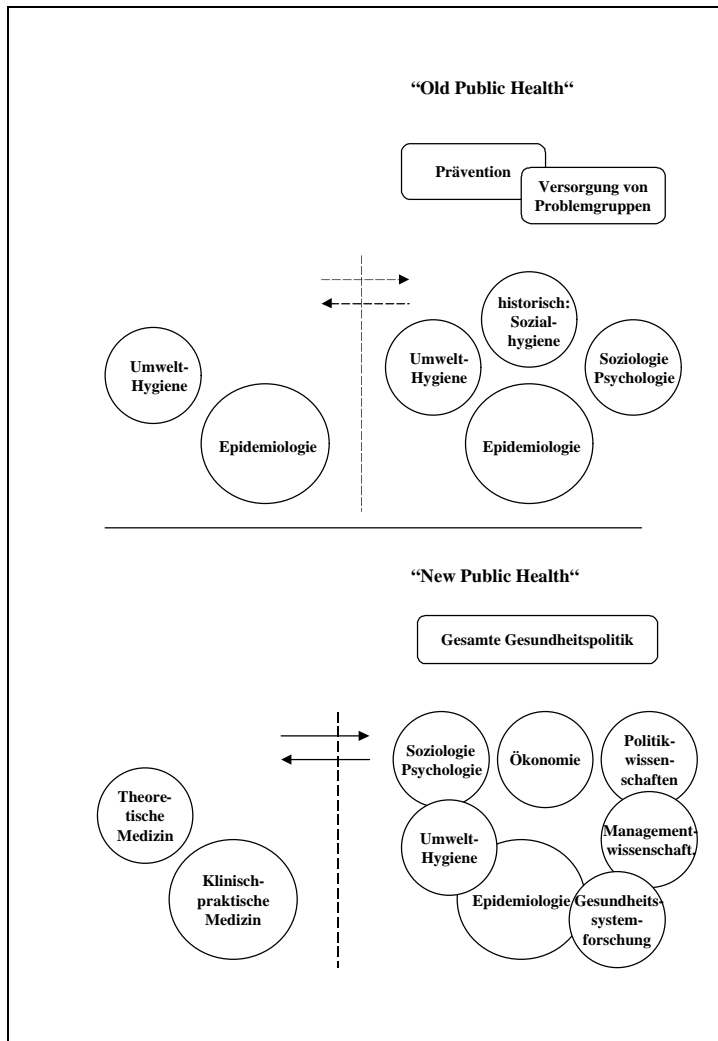 “Old Public Health“
Prävention
Versorgung von
Problemgruppen
Umwelt-
Hygiene
Epidemiologie
historisch:
Sozial-
hygiene
Umwelt-
Hygiene
Soziologie
Psychologie
Epidemiologie
“New Public Health“
Gesamte Gesundheitspolitik
Theore-
tische
Medizin
Klinisch-
praktische
Medizin
Soziologie
Psychologie
Ökonomie
Politik-
wissen-
schaften
Umwelt-
Hygiene
Management-
wissenschaft.
Epidemiologie
Gesundheits-
system-
forschung